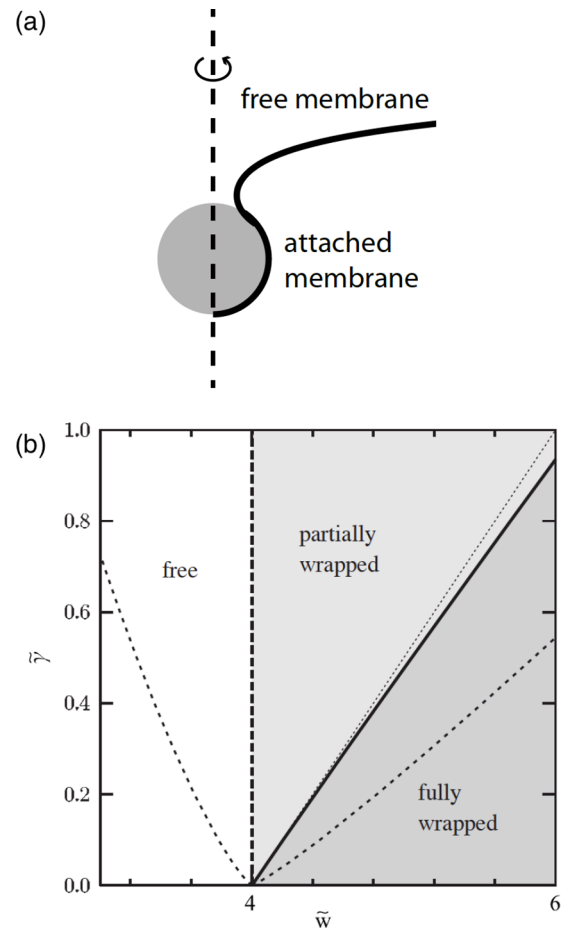 (a)
free membrane
attached
membrane
(b)
1.0
0.8
0.6
0.4
0.2
0.0
γ̃
free
partially
wrapped
fully
wrapped
4
6
w̃